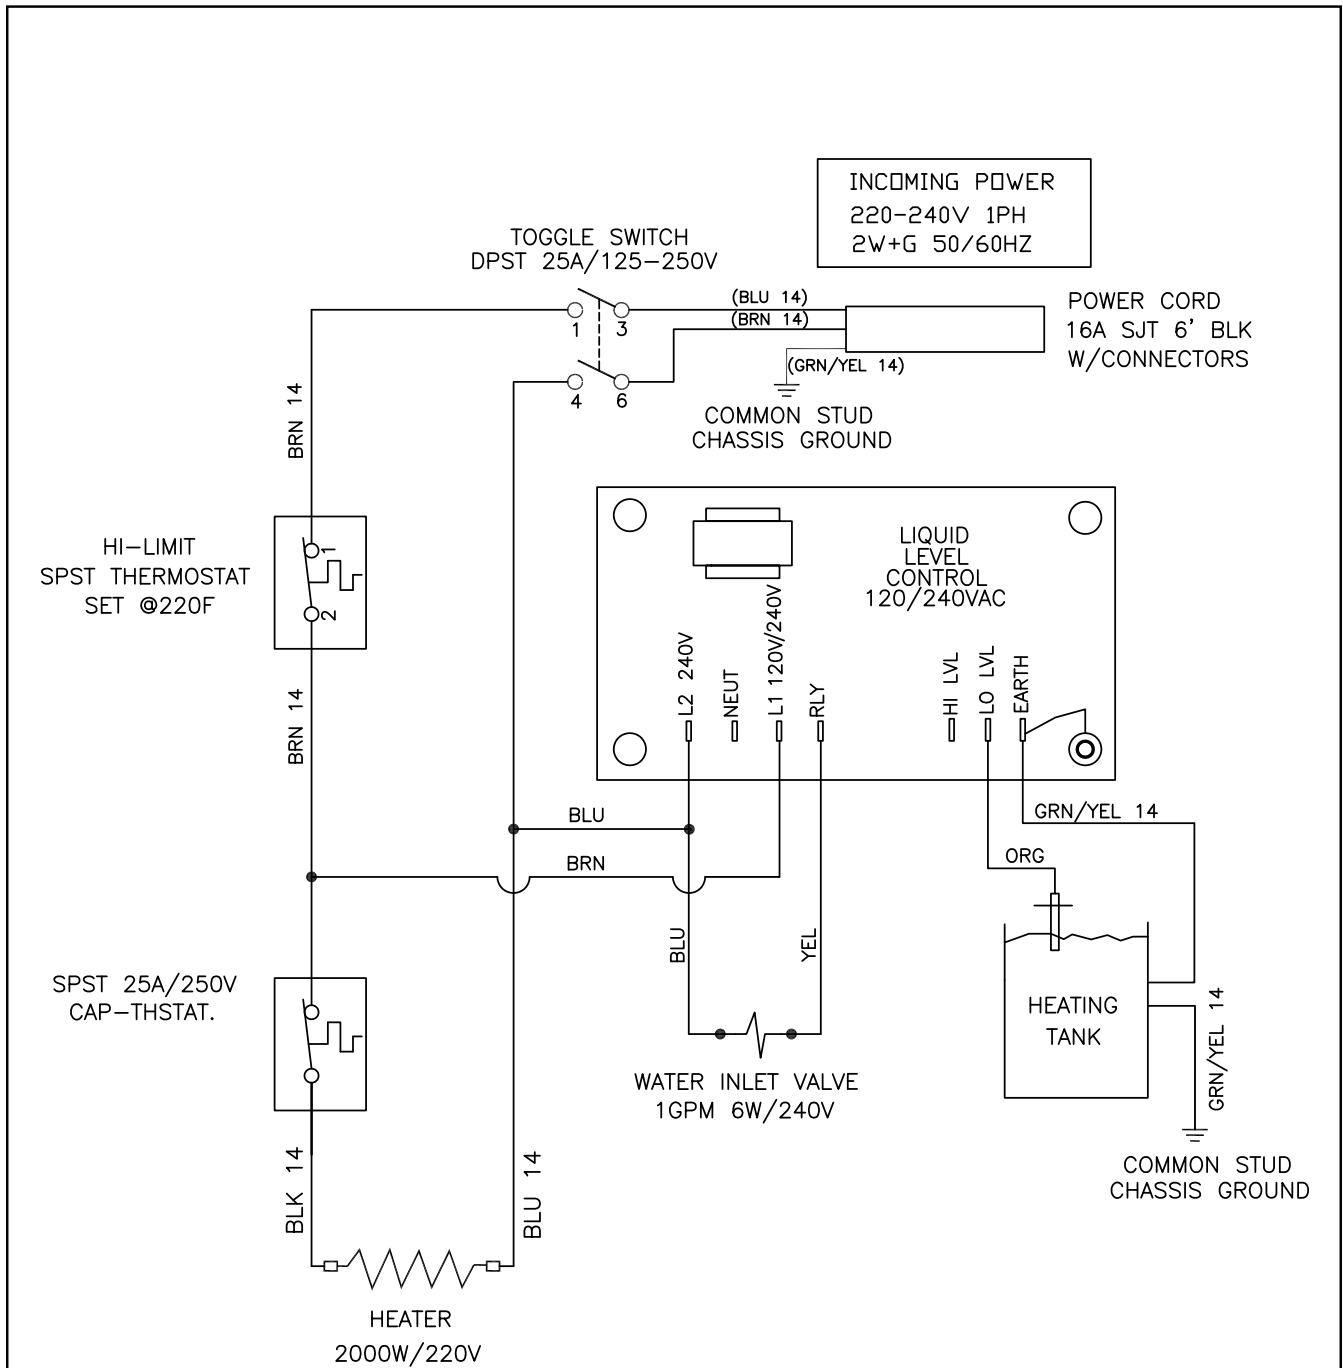 INCOMING POWER
220-240V 1PH
2W+G 50/60HZ
TOGGLE SWITCH
DPST 25A/125-250V
(BLU 14)
(BRN 14)
(GRN/YEL 14)
1
3
4
6
POWER CORD
16A SJT 6' BLK
W/CONNECTORS
COMMON STUD
CHASSIS GROUND
BRN 14
HI-LIMIT
SPST THERMOSTAT
SET @220F
1
2
BRN 14
LIQUID
LEVEL
CONTROL
120/240VAC
L2 240V
NEUT
L1 120V/240V
RLY
HI LVL
LO LVL
EARTH
BLU
BRN
GRN/YEL 14
ORG
BLU
YEL
SPST 25A/250V
CAP-THSTAT.
HEATING
TANK
GRN/YEL 14
WATER INLET VALVE
1GPM 6W/240V
BLK 14
BLU 14
COMMON STUD
CHASSIS GROUND
HEATER
2000W/220V